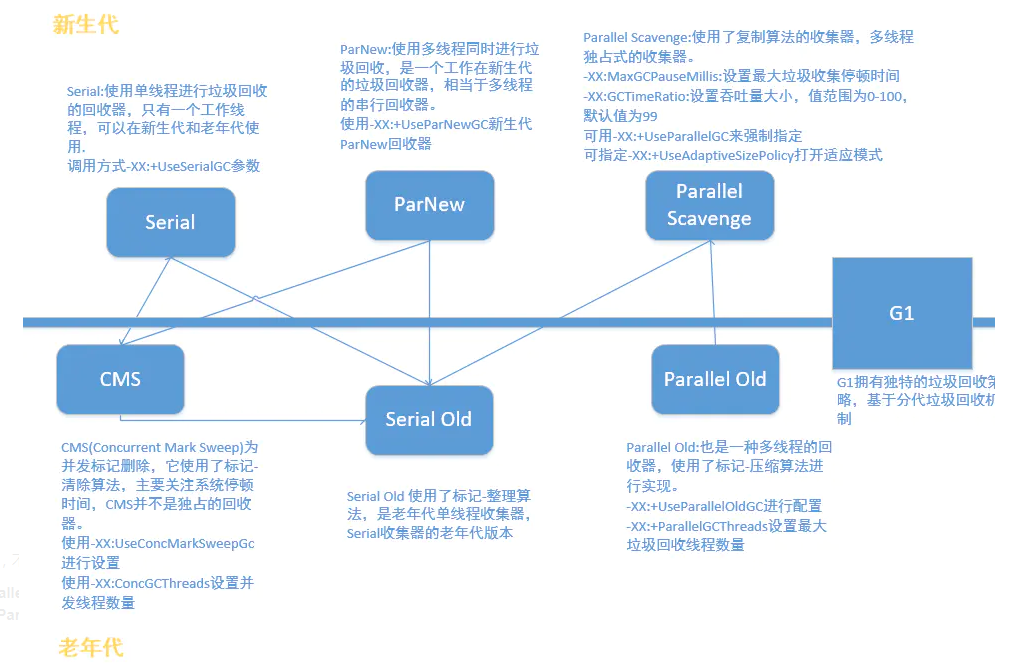 新生代
Serial:使用单线程进行垃圾回收
的回收器，只有一个工作线
程，可以在新生代和老年代使
用.
调用方式-XX:+UseSerialGC参数
ParNew:使用多线程同时进行垃
圾回收，是一个工作在新生代
的垃圾回收器，相当于多线程
的串行回收器。
使用-XX:+UseParNewGC新生代
ParNew回收器
Parallel Scavenge:使用了复制算法的收集器，多线程
独占式的收集器。
-XX:MaxGCPauseMillis:设置最大垃圾收集停顿时间
-XX:GCTimeRatio:设置吞吐量大小，值范围为0-100，
默认值为99
可用-XX:+UseParallelGC来强制指定
可指定-XX:+UseAdaptiveSizePolicy打开适应模式
Serial
ParNew
Parallel
Scavenge
G1
CMS
Serial Old
Parallel Old
G1拥有独特的垃圾回收策
略，基于分代垃圾回收机
制
CMS(Concurrent Mark Sweep)为
并发标记删除，它使用了标记-
清除算法，主要关注系统停顿
时间，CMS并不是独占的回收
器。
使用-XX:UseConcMarkSweepGc
进行设置
使用-XX:ConcGCThreads设置并
发线程数量
Serial Old 使用了标记-整理算
法，是老年代单线程收集器，
Serial收集器的老年代版本
Parallel Old:也是一种多线程的回
收器，使用了标记-压缩算法进
行实现。
-XX:+UseParallelOldGC进行配置
-XX:+ParallelGCThreads设置最大
垃圾回收线程数量
老年代